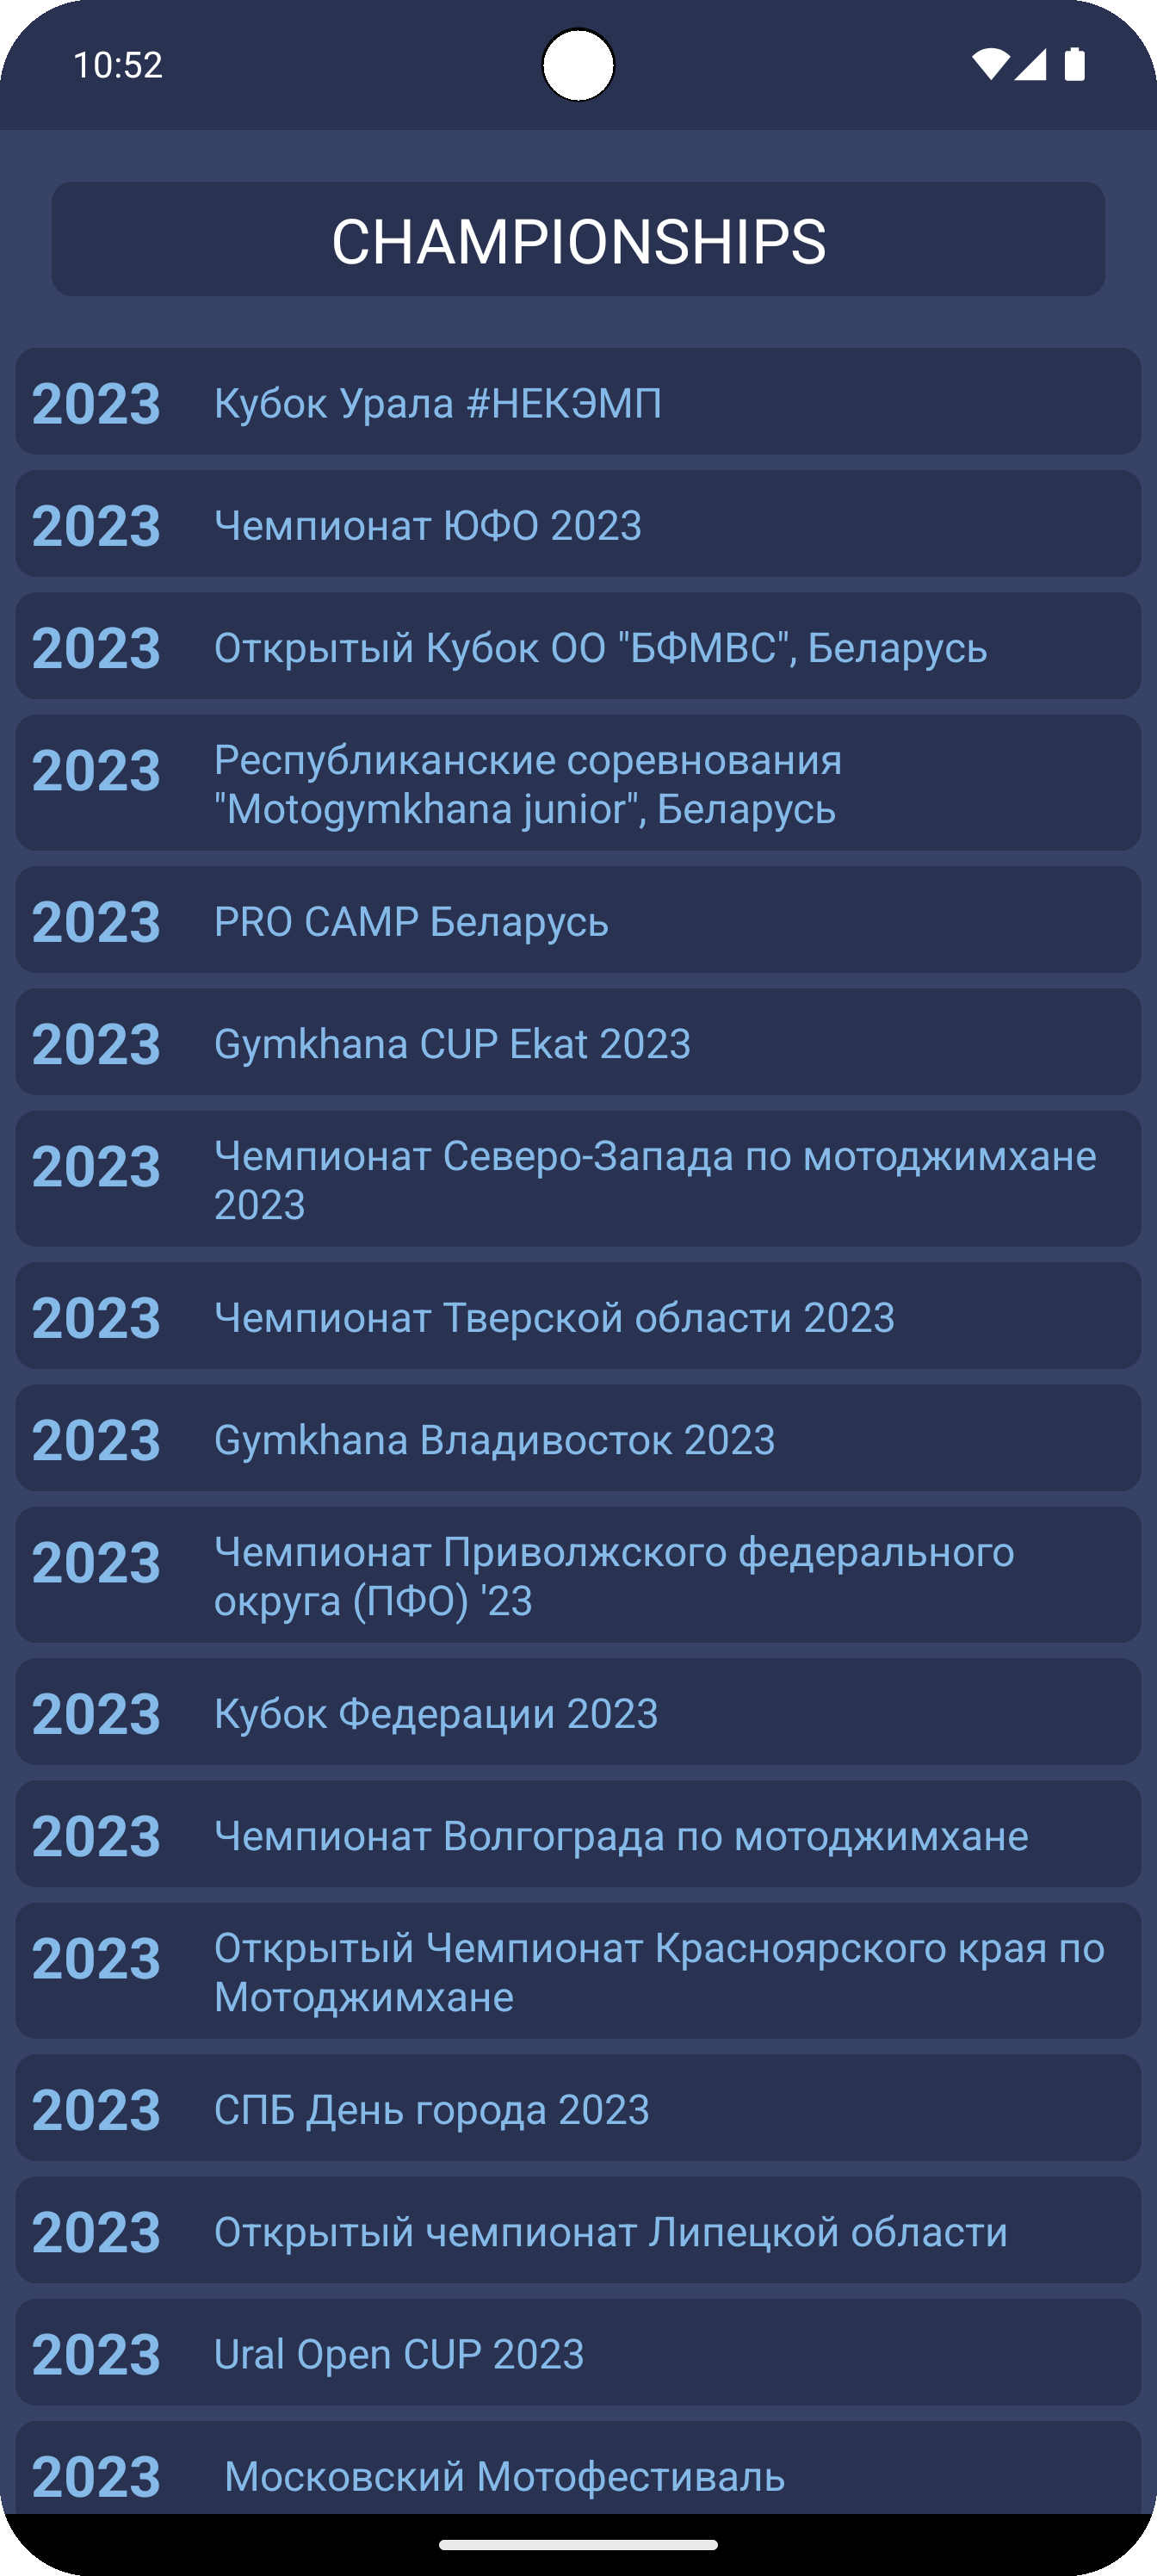 10:52
CHAMPIONSHIPS
2023 Кубок Урала #НЕКЭМП
2023 Чемпионат ЮФО 2023
2023 Открытый Кубок ОО "БФМВС", Беларусь
2023 Республиканские соревнования
"Motogymkhana junior", Беларусь
2023 PRO CAMP Беларусь
2023 Gymkhana CUP Ekat 2023
2023 Чемпионат Северо-Запада по мотоджимхане
2023
2023 Чемпионат Тверской области 2023
2023 Gymkhana Владивосток 2023
2023 Чемпионат Приволжского федерального
округа (ПФО) '23
2023 Кубок Федерации 2023
2023 Чемпионат Волгограда по мотоджимхане
2023 Открытый Чемпионат Красноярского края по
Мотоджимхане
2023 СПБ День города 2023
2023 Открытый чемпионат Липецкой области
2023 Ural Open CUP 2023
2023 Московский Мотофестиваль